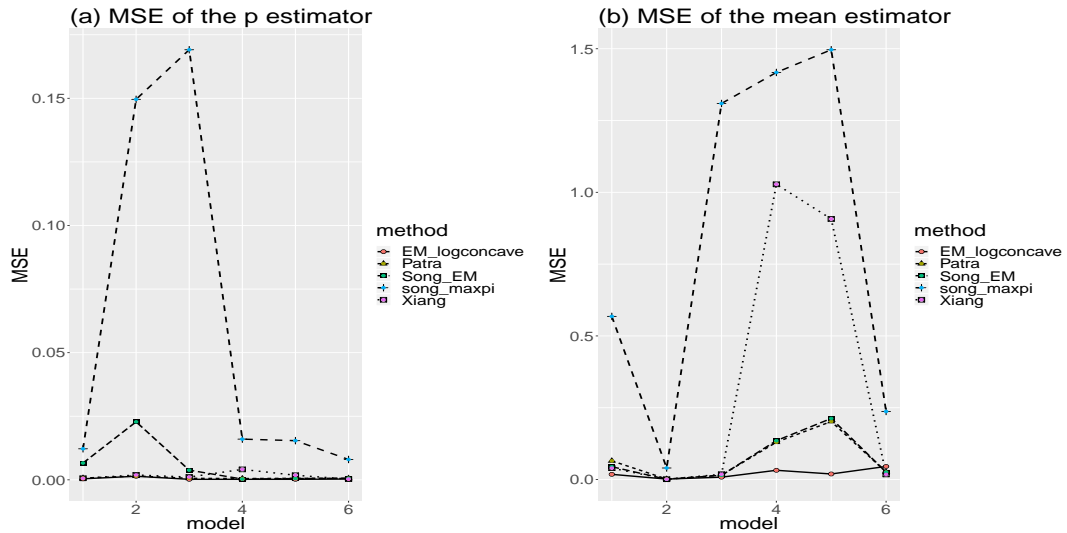 (a) MSE of the p estimator
MSE
0.15
0.10
0.05
0.00
2
4
6
model
method
EM_logconcave
Patra
Song_EM
song_maxpi
Xiang
(b) MSE of the mean estimator
MSE
1.5
1.0
0.5
0.0
2
4
6
model
method
EM_logconcave
Patra
Song_EM
song_maxpi
Xiang